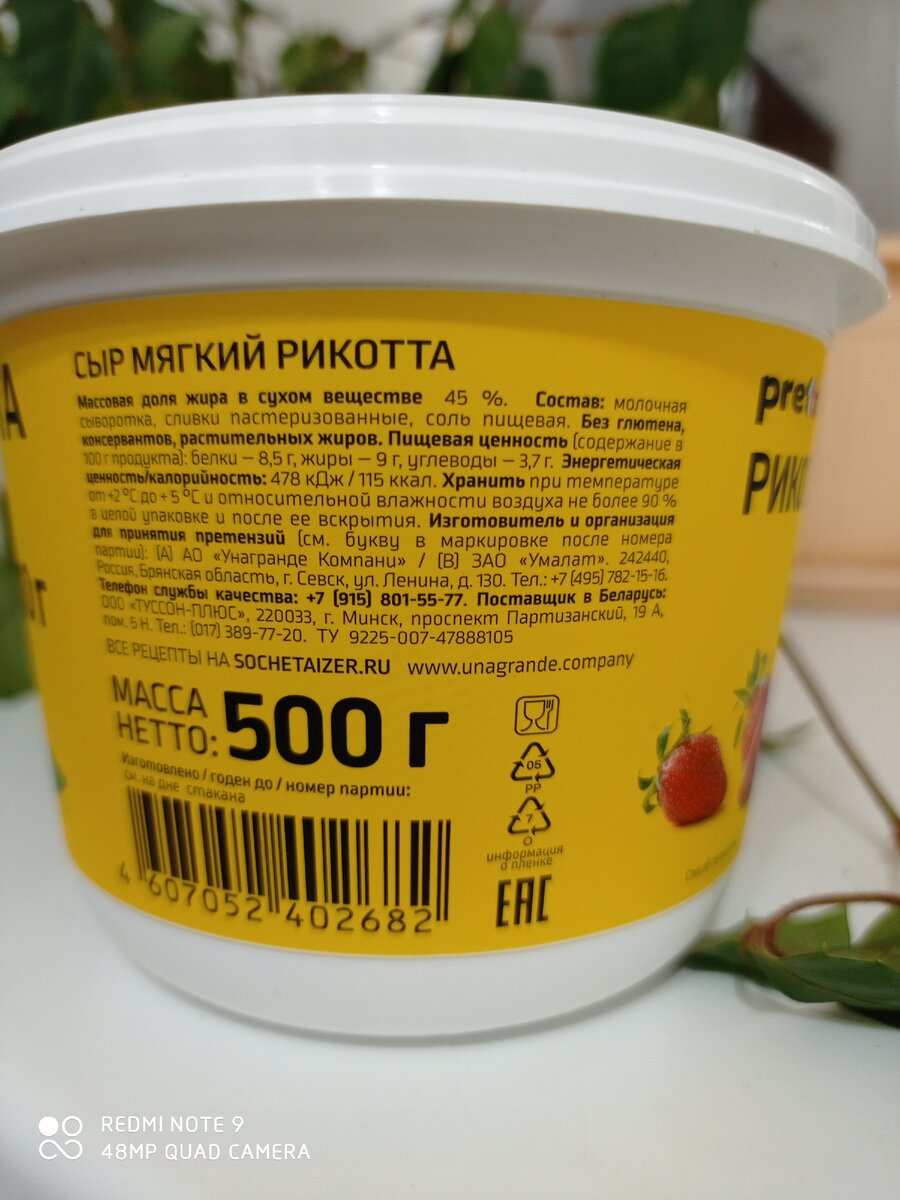 СЫР МЯГКИЙ РИКОТТА
Массовая доля жира в сухом веществе 45 %. Состав: молочная
сыворотка, сливки пастеризованные, соль пищевая. Без глютена,
консервантов, растительных жиров. Пищевая ценность (содержание в
100 г продукта): белки – 8,5 г, жиры – 9 г, углеводы – 3,7 г. Энергетическая
ценность/калорийность: 478 кДж / 115 ккал. Хранить при температуре
от +2 °С до + 5 °С и относительной влажности воздуха не более 90 %
в целой упаковке и после ее вскрытия. Изготовитель и организация
для принятия претензий (см. букву в маркировке после номера
партии): (А) АО «Унагранде Компани» / (В) ЗАО «Умалат». 242440,
Россия, Брянская область, г. Севск, ул. Ленина, д. 130. Тел.: +7 (495) 782-15-16.
Телефон службы качества: +7 (915) 801-55-77. Поставщик в Беларусь:
ООО «ТУССОН-ПЛЮС», 220033, г. Минск, проспект Партизанский, 19 А,
пом. 5 Н. Тел.: (017) 389-77-20. ТУ 9225-007-47888105
ВСЕ РЕЦЕПТЫ НА SOCHETAIZER.RU www.unagrande.company
МАССА
НЕТТО: 500 г
Изготовлено / годен до / номер партии:
см. на дне стакана
05
PP
7
O
информация
о пленке
4 607052 402682
EAC
pret
РИКО
Способ
REDMI NOTE 9
48MP QUAD CAMERA